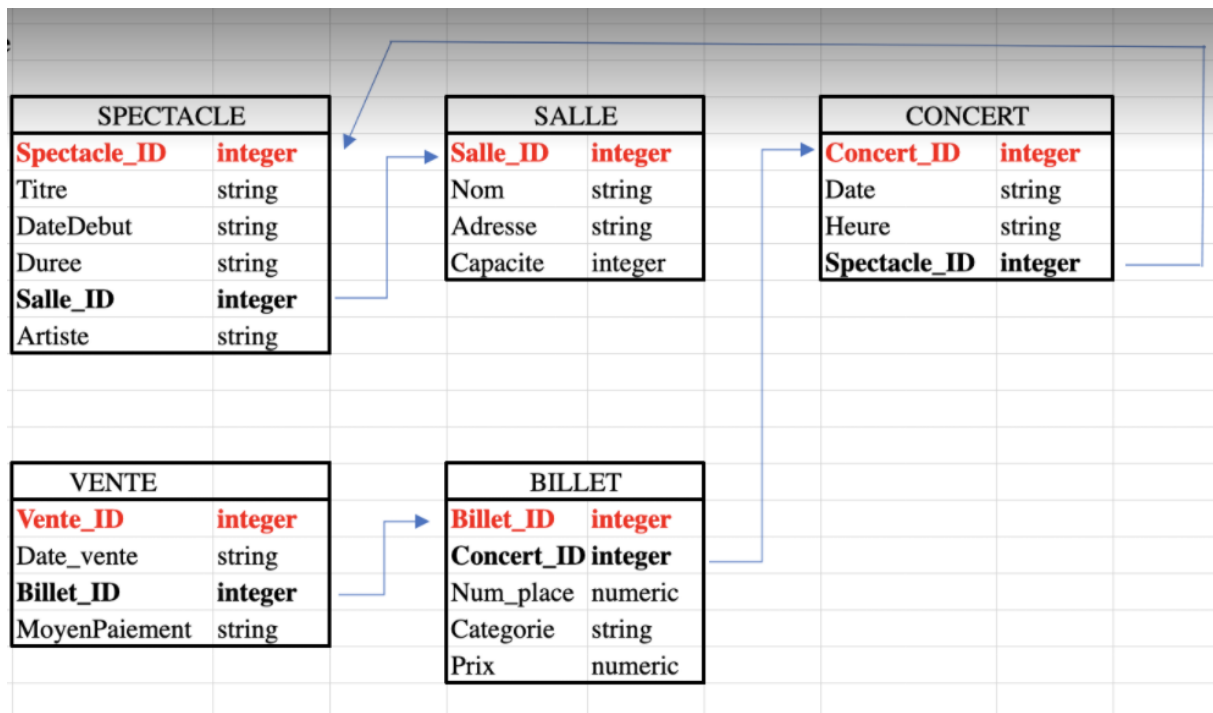 SPECTACLE
Spectacle_ID integer
Titre string
DateDebut string
Duree string
Salle_ID integer
Artiste string
SALLE
Salle_ID integer
Nom string
Adresse string
Capacite integer
CONCERT
Concert_ID integer
Date string
Heure string
Spectacle_ID integer
VENTE
Vente_ID integer
Date_vente string
Billet_ID integer
MoyenPaiement string
BILLET
Billet_ID integer
Concert_ID integer
Num_place numeric
Categorie string
Prix numeric